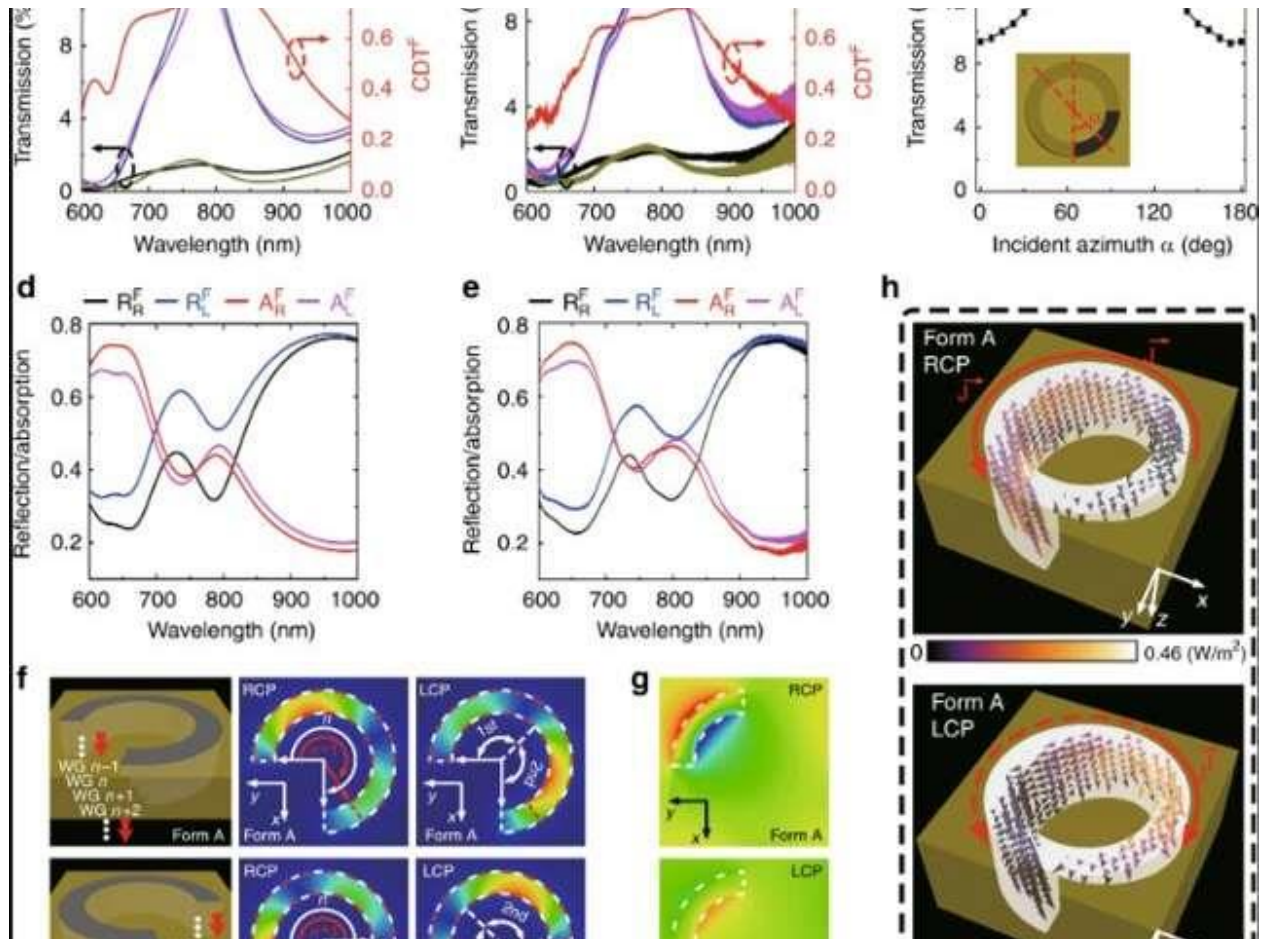 Transmission (%
8
4
0
600 700 800 900 1000
Wavelength (nm)
0.6
0.4
0.2
0.0
CDT^F
Transmission (%
8
4
0
600 700 800 900 1000
Wavelength (nm)
0.6
0.4
0.2
0.0
CDT^F
Transmission (
8
4
0
0 60 120 180
Incident azimuth α (deg)
d
R_R^F R_L^F A_R^F A_L^F
0.8
0.6
0.4
0.2
Reflection/absorption
600 700 800 900 1000
Wavelength (nm)
e
R_R^F R_L^F A_R^F A_L^F
0.8
0.6
0.4
0.2
Reflection/absorption
600 700 800 900 1000
Wavelength (nm)
h
Form A
RCP
J
J
y z x
0 0.46 (W/m²)
Form A
LCP
J
f
WG n−1
WG n
WG n+1
WG n+2
Form A
RCP
n
y
x
Form A
LCP
1st
2nd
y
x
Form A
RCP
n
LCP
2nd
g
RCP
y
x
Form A
LCP